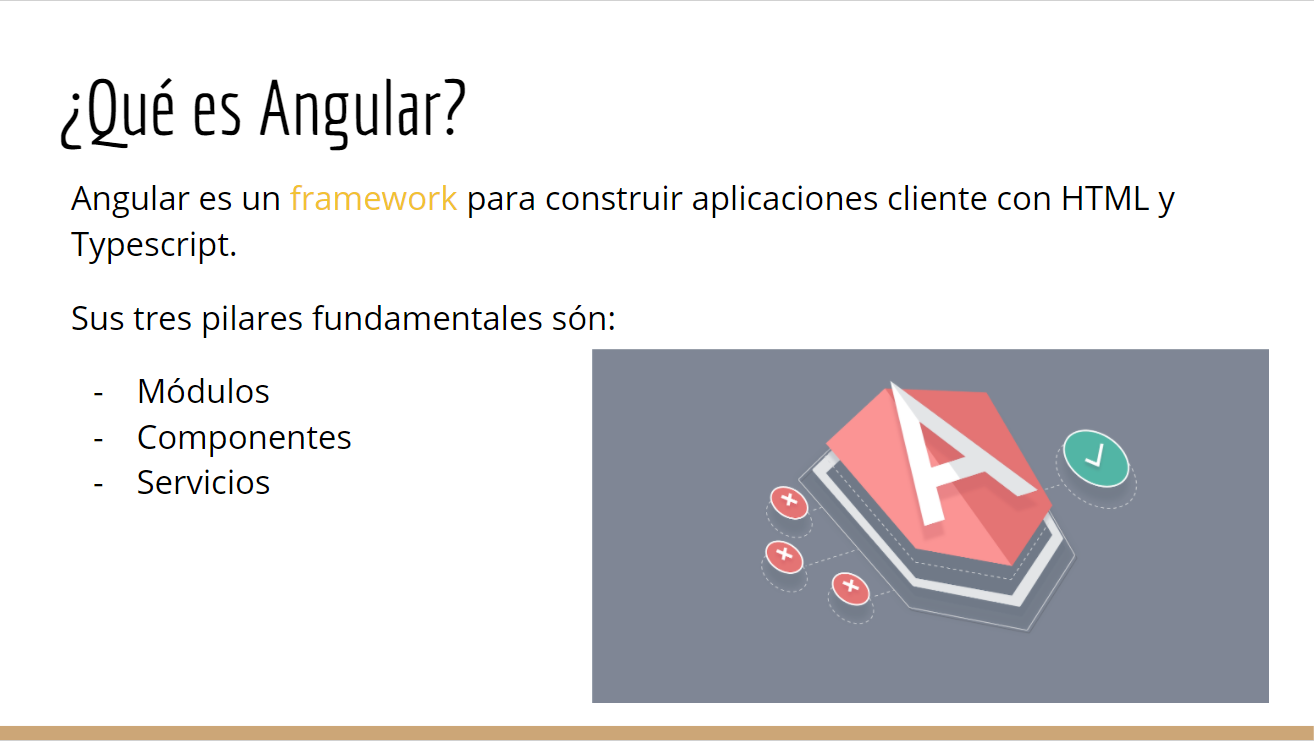 ¿Qué es Angular?
Angular es un framework para construir aplicaciones cliente con HTML y
Typescript.
Sus tres pilares fundamentales són:
- Módulos
- Componentes
- Servicios
A